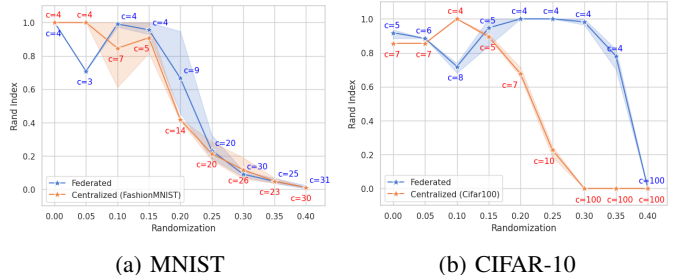 c=4 c=4 c=4 c=4
c=4 c=3 c=7 c=5 c=9
c=14 c=20 c=20 c=30 c=26 c=25 c=23 c=31 c=30
1.0
0.8
0.6
0.4
0.2
0.0
Rand Index
Federated
Centralized (FashionMNIST)
0.00 0.05 0.10 0.15 0.20 0.25 0.30 0.35 0.40
Randomization
(a) MNIST
c=5 c=6 c=4 c=5 c=4 c=4 c=4
c=7 c=7 c=8 c=5 c=7 c=4
c=10 c=100 c=100 c=100 c=100
1.0
0.8
0.6
0.4
0.2
0.0
Rand Index
Federated
Centralized (Cifar100)
0.00 0.05 0.10 0.15 0.20 0.25 0.30 0.35 0.40
Randomization
(b) CIFAR-10